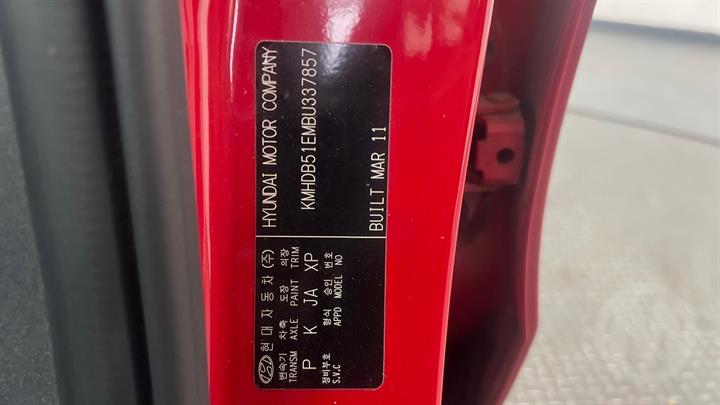 현대자동차(주) HYUNDAI MOTOR COMPANY
변속기 차축 도장 의장
TRANSM AXLE PAINT TRIM
P K JA XP KMHDB51EMBU337857
정비부호 형식 승인 번호
S.V.C APPD MODEL NO
BUILT MAR 11